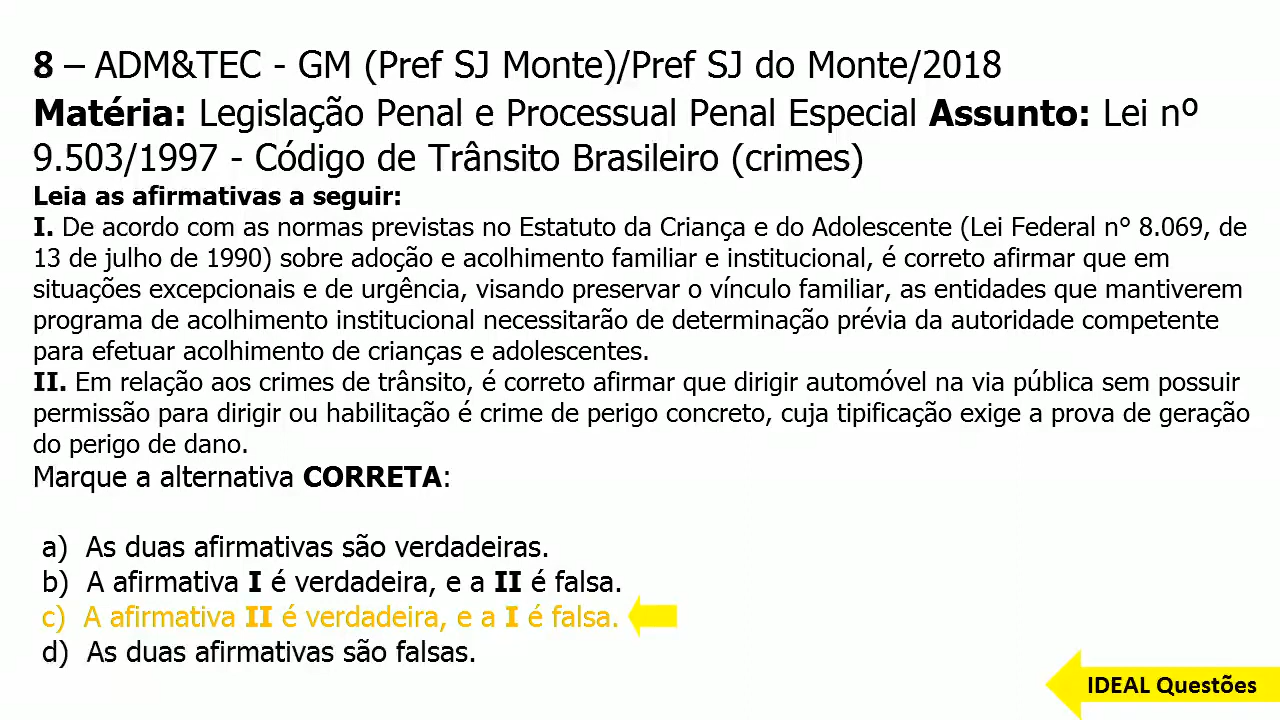 8 – ADM&TEC - GM (Pref SJ Monte)/Pref SJ do Monte/2018
Matéria: Legislação Penal e Processual Penal Especial Assunto: Lei nº
9.503/1997 - Código de Trânsito Brasileiro (crimes)
Leia as afirmativas a seguir:
I. De acordo com as normas previstas no Estatuto da Criança e do Adolescente (Lei Federal n° 8.069, de
13 de julho de 1990) sobre adoção e acolhimento familiar e institucional, é correto afirmar que em
situações excepcionais e de urgência, visando preservar o vínculo familiar, as entidades que mantiverem
programa de acolhimento institucional necessitarão de determinação prévia da autoridade competente
para efetuar acolhimento de crianças e adolescentes.
II. Em relação aos crimes de trânsito, é correto afirmar que dirigir automóvel na via pública sem possuir
permissão para dirigir ou habilitação é crime de perigo concreto, cuja tipificação exige a prova de geração
do perigo de dano.
Marque a alternativa CORRETA:
a) As duas afirmativas são verdadeiras.
b) A afirmativa I é verdadeira, e a II é falsa.
c) A afirmativa II é verdadeira, e a I é falsa.
d) As duas afirmativas são falsas.
IDEAL Questões